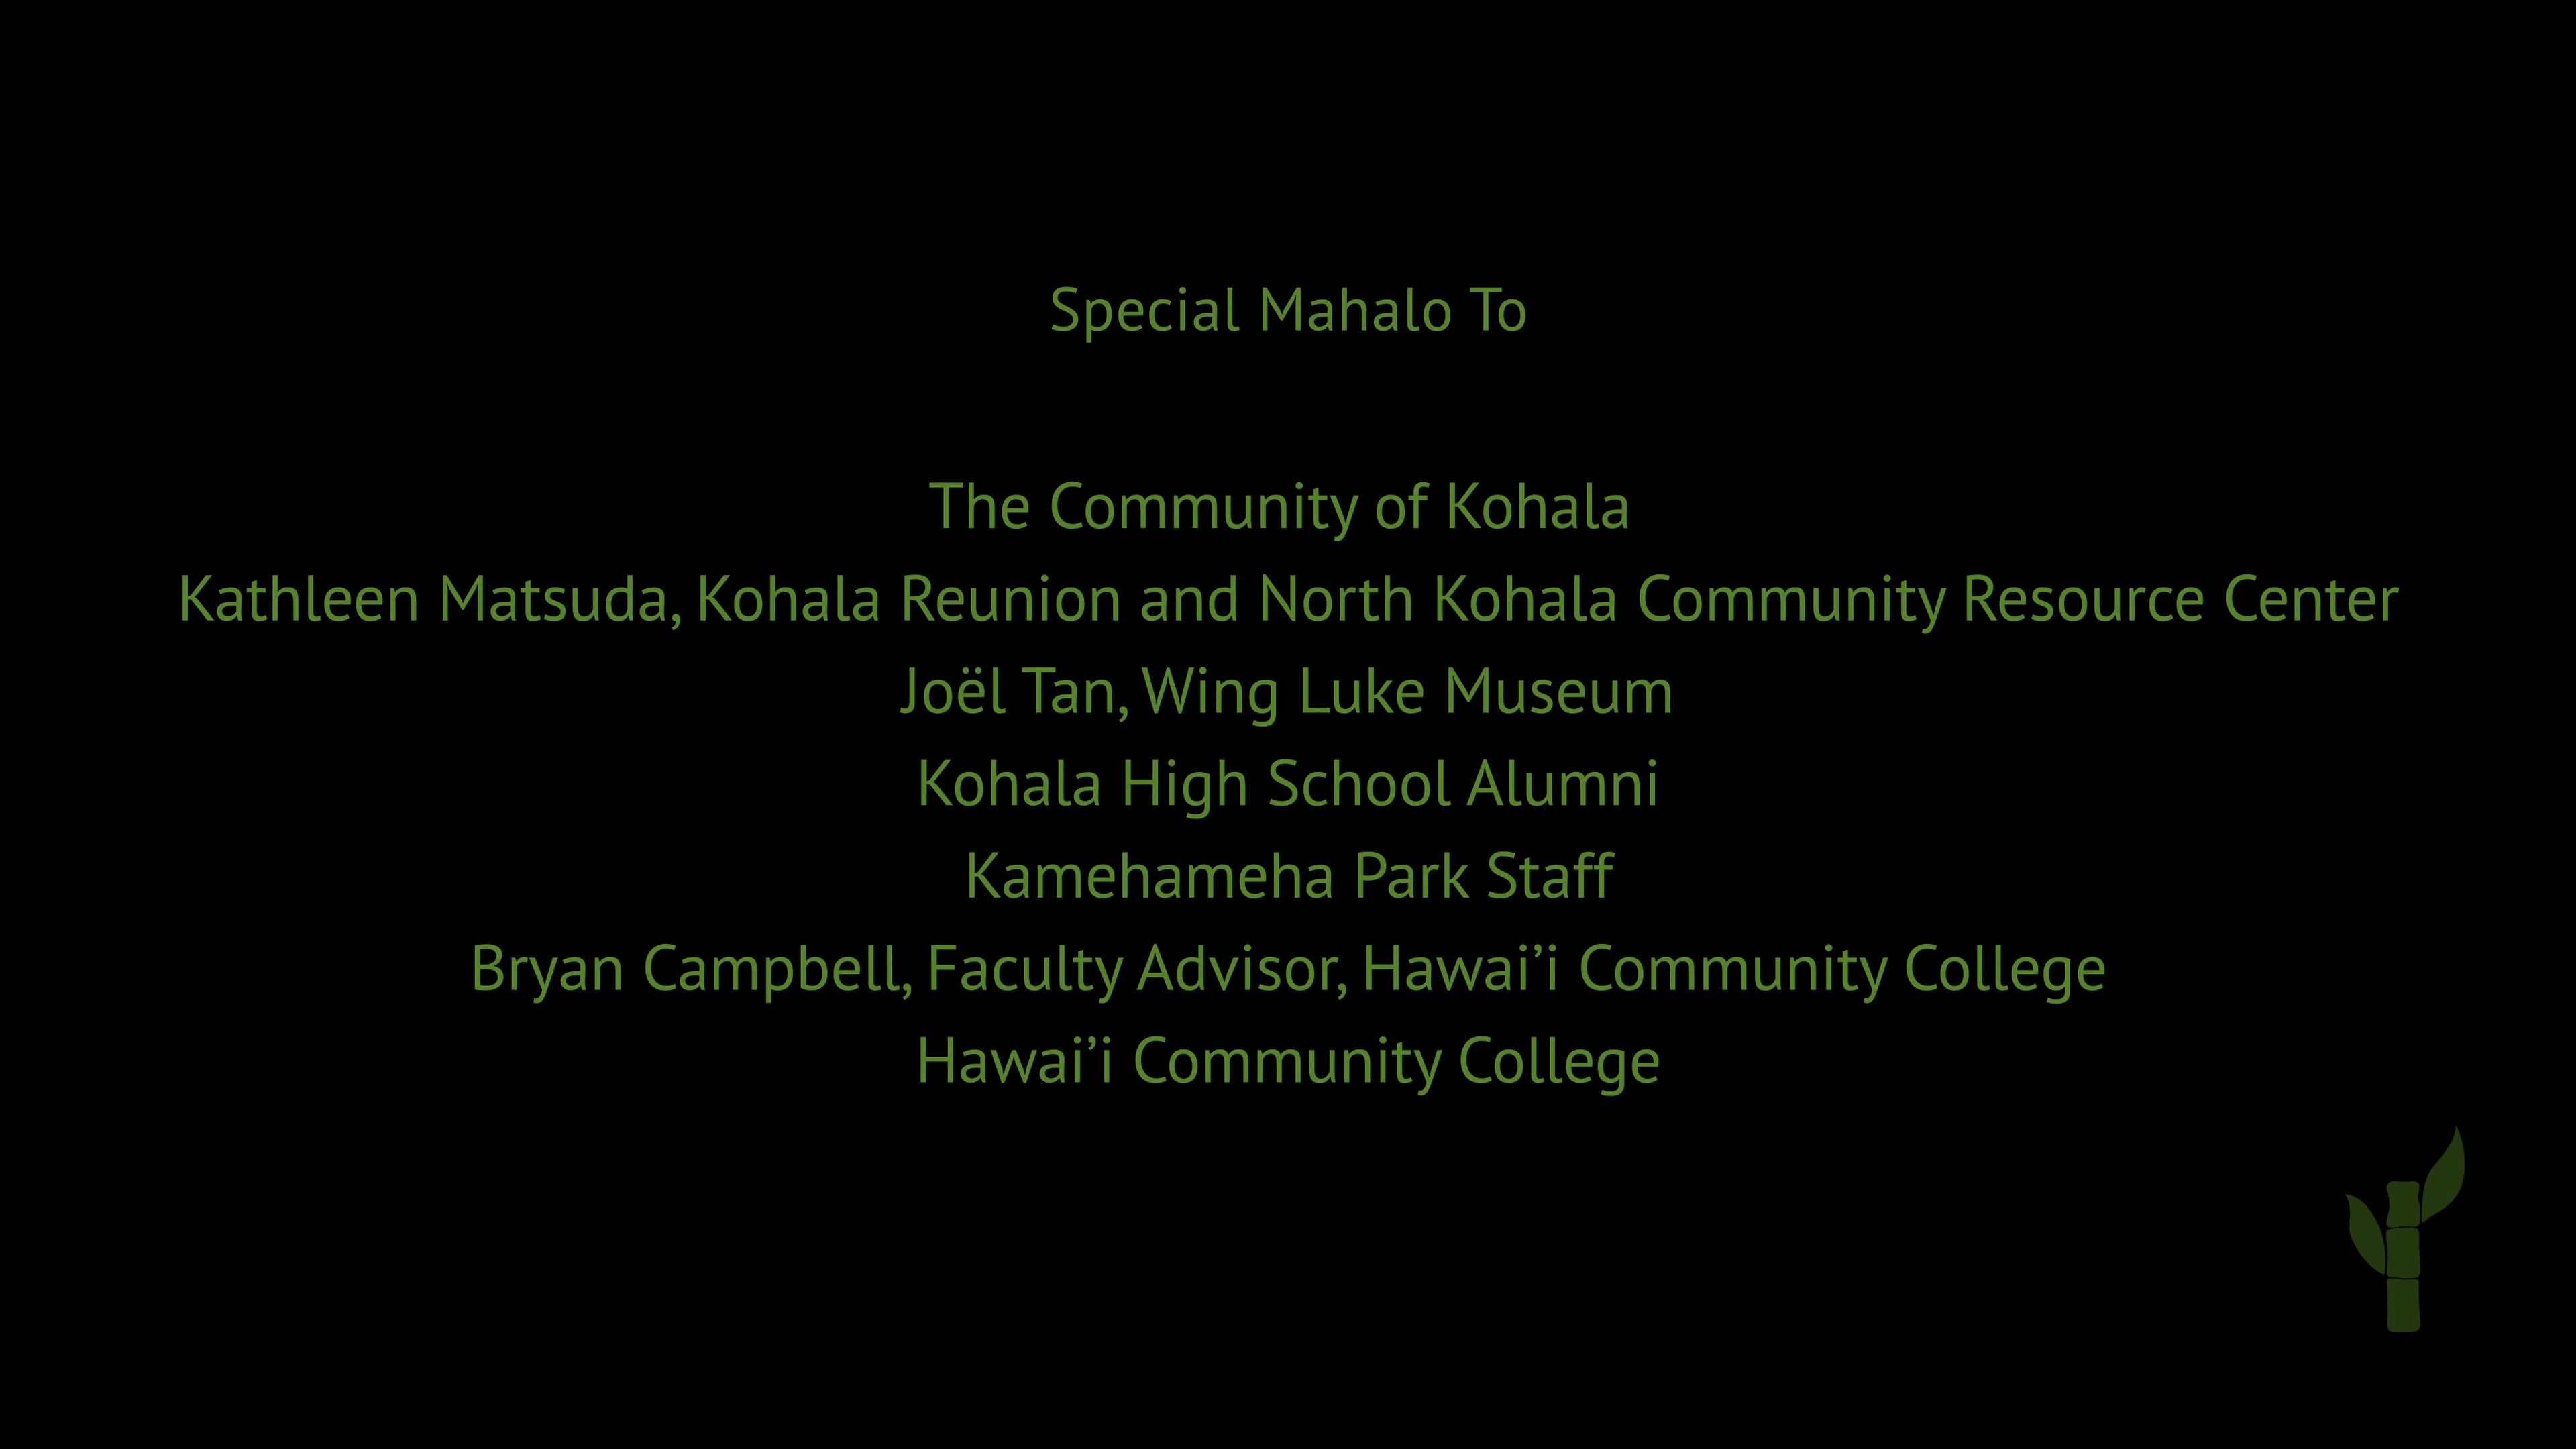 Special Mahalo To
The Community of Kohala
Kathleen Matsuda, Kohala Reunion and North Kohala Community Resource Center
Joël Tan, Wing Luke Museum
Kohala High School Alumni
Kamehameha Park Staff
Bryan Campbell, Faculty Advisor, Hawai’i Community College
Hawai’i Community College